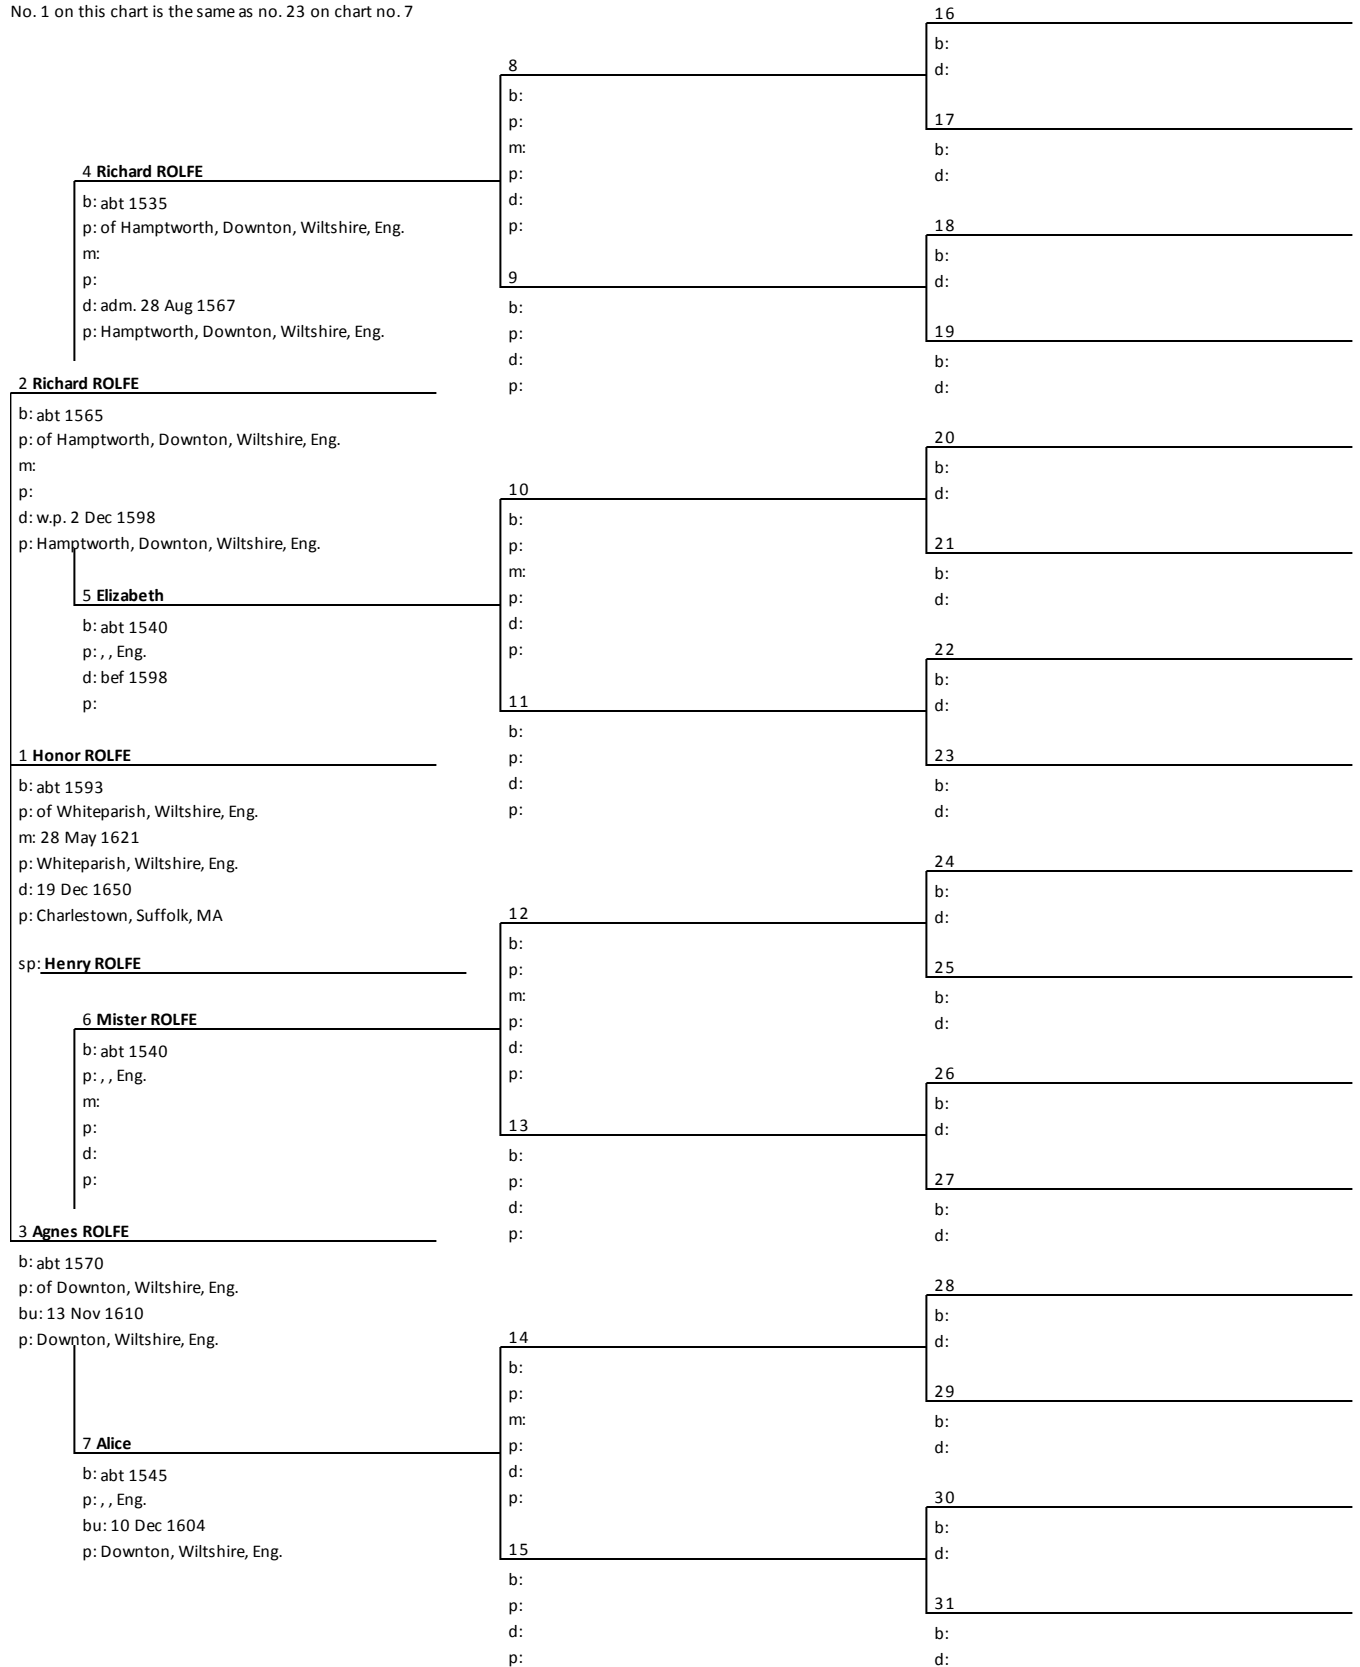 No. 1 on this chart is the same as no. 23 on chart no. 7
16
b:
d:
8
b:
p:
m:
p:
d:
p:
17
b:
d:
4 Richard ROLFE
b: abt 1535
p: of Hamptworth, Downton, Wiltshire, Eng.
m:
p:
d: adm. 28 Aug 1567
p: Hamptworth, Downton, Wiltshire, Eng.
18
b:
d:
9
b:
p:
d:
p:
19
b:
d:
2 Richard ROLFE
b: abt 1565
p: of Hamptworth, Downton, Wiltshire, Eng.
m:
p:
d: w.p. 2 Dec 1598
p: Hamptworth, Downton, Wiltshire, Eng.
20
b:
d:
10
b:
p:
m:
p:
d:
p:
21
b:
d:
5 Elizabeth
b: abt 1540
p: , , Eng.
d: bef 1598
p:
22
b:
d:
11
b:
p:
d:
p:
23
b:
d:
1 Honor ROLFE
b: abt 1593
p: of Whiteparish, Wiltshire, Eng.
m: 28 May 1621
p: Whiteparish, Wiltshire, Eng.
d: 19 Dec 1650
p: Charlestown, Suffolk, MA
sp: Henry ROLFE
24
b:
d:
12
b:
p:
m:
p:
d:
p:
25
b:
d:
6 Mister ROLFE
b: abt 1540
p: , , Eng.
m:
p:
d:
p:
26
b:
d:
13
b:
p:
d:
p:
27
b:
d:
3 Agnes ROLFE
b: abt 1570
p: of Downton, Wiltshire, Eng.
bu: 13 Nov 1610
p: Downton, Wiltshire, Eng.
28
b:
d:
14
b:
p:
m:
p:
d:
p:
29
b:
d:
7 Alice
b: abt 1545
p: , , Eng.
bu: 10 Dec 1604
p: Downton, Wiltshire, Eng.
30
b:
d:
15
b:
p:
d:
p:
31
b:
d: